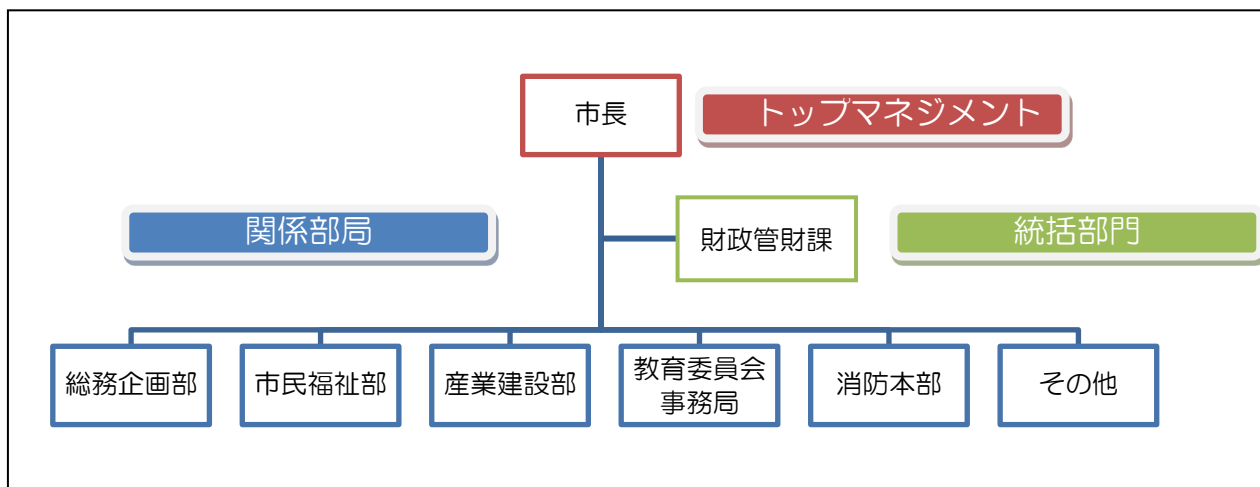 市長
トップマネジメント
関係部局
財政管財課
統括部門
総務企画部
市民福祉部
産業建設部
教育委員会
事務局
消防本部
その他